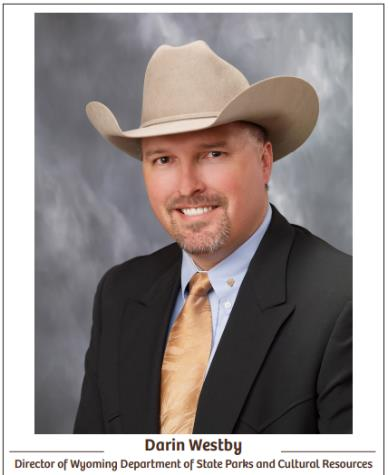 Darin Westby
Director of Wyoming Department of State Parks and Cultural Resources